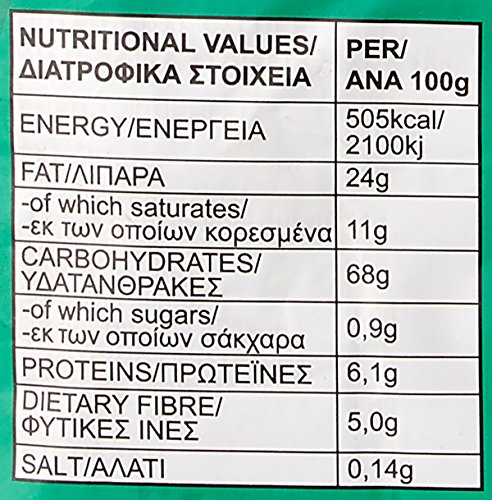 NUTRITIONAL VALUES/
ΔΙΑΤΡΟΦΙΚΑ ΣΤΟΙΧΕΙΑ
PER/
ΑΝΑ 100g
ENERGY/ΕΝΕΡΓΕΙΑ
505kcal/
2100kj
FAT/ΛΙΠΑΡΑ
24g
-of which saturates/
-εκ των οποίων κορεσμένα
11g
CARBOHYDRATES/
ΥΔΑΤΑΝΘΡΑΚΕΣ
68g
-of which sugars/
-εκ των οποίων σάκχαρα
0,9g
PROTEINS/ΠΡΩΤΕΪΝΕΣ
6,1g
DIETARY FIBRE/
ΦΥΤΙΚΕΣ ΙΝΕΣ
5,0g
SALT/ΑΛΑΤΙ
0,14g